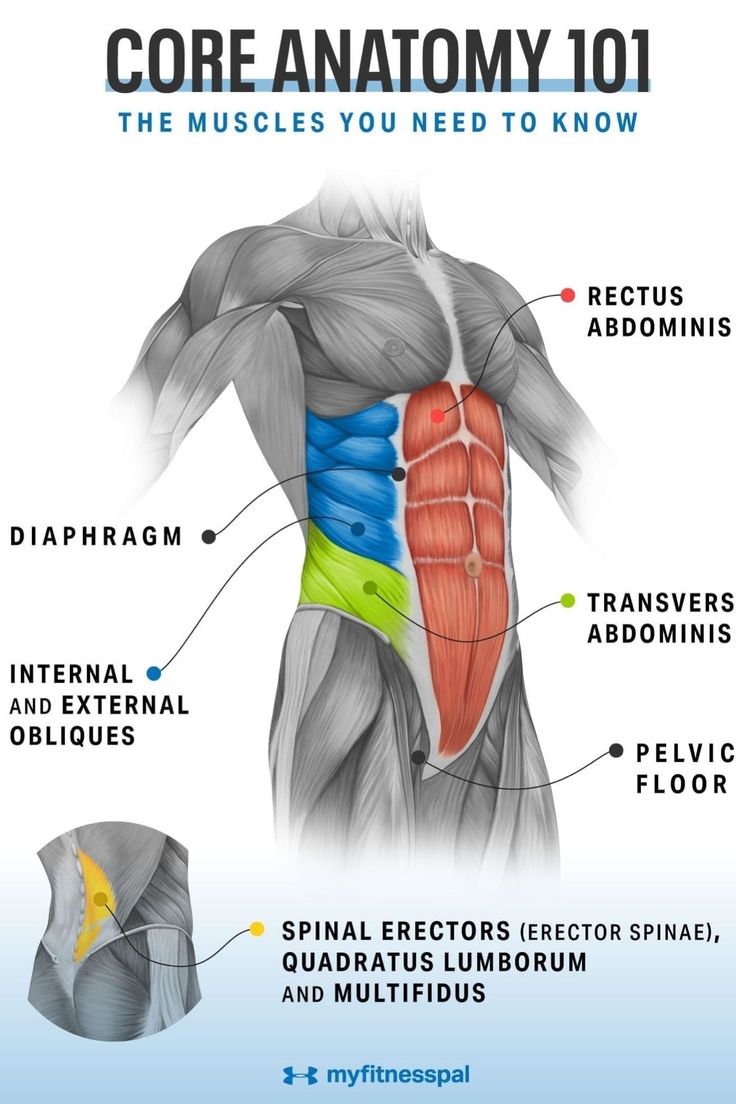 CORE ANATOMY 101
THE MUSCLES YOU NEED TO KNOW
RECTUS
ABDOMINIS
DIAPHRAGM
TRANSVERS
ABDOMINIS
INTERNAL
AND EXTERNAL
OBLIQUES
PELVIC
FLOOR
SPINAL ERECTORS (ERECTOR SPINAE),
QUADRATUS LUMBORUM
AND MULTIFIDUS
myfitnesspal